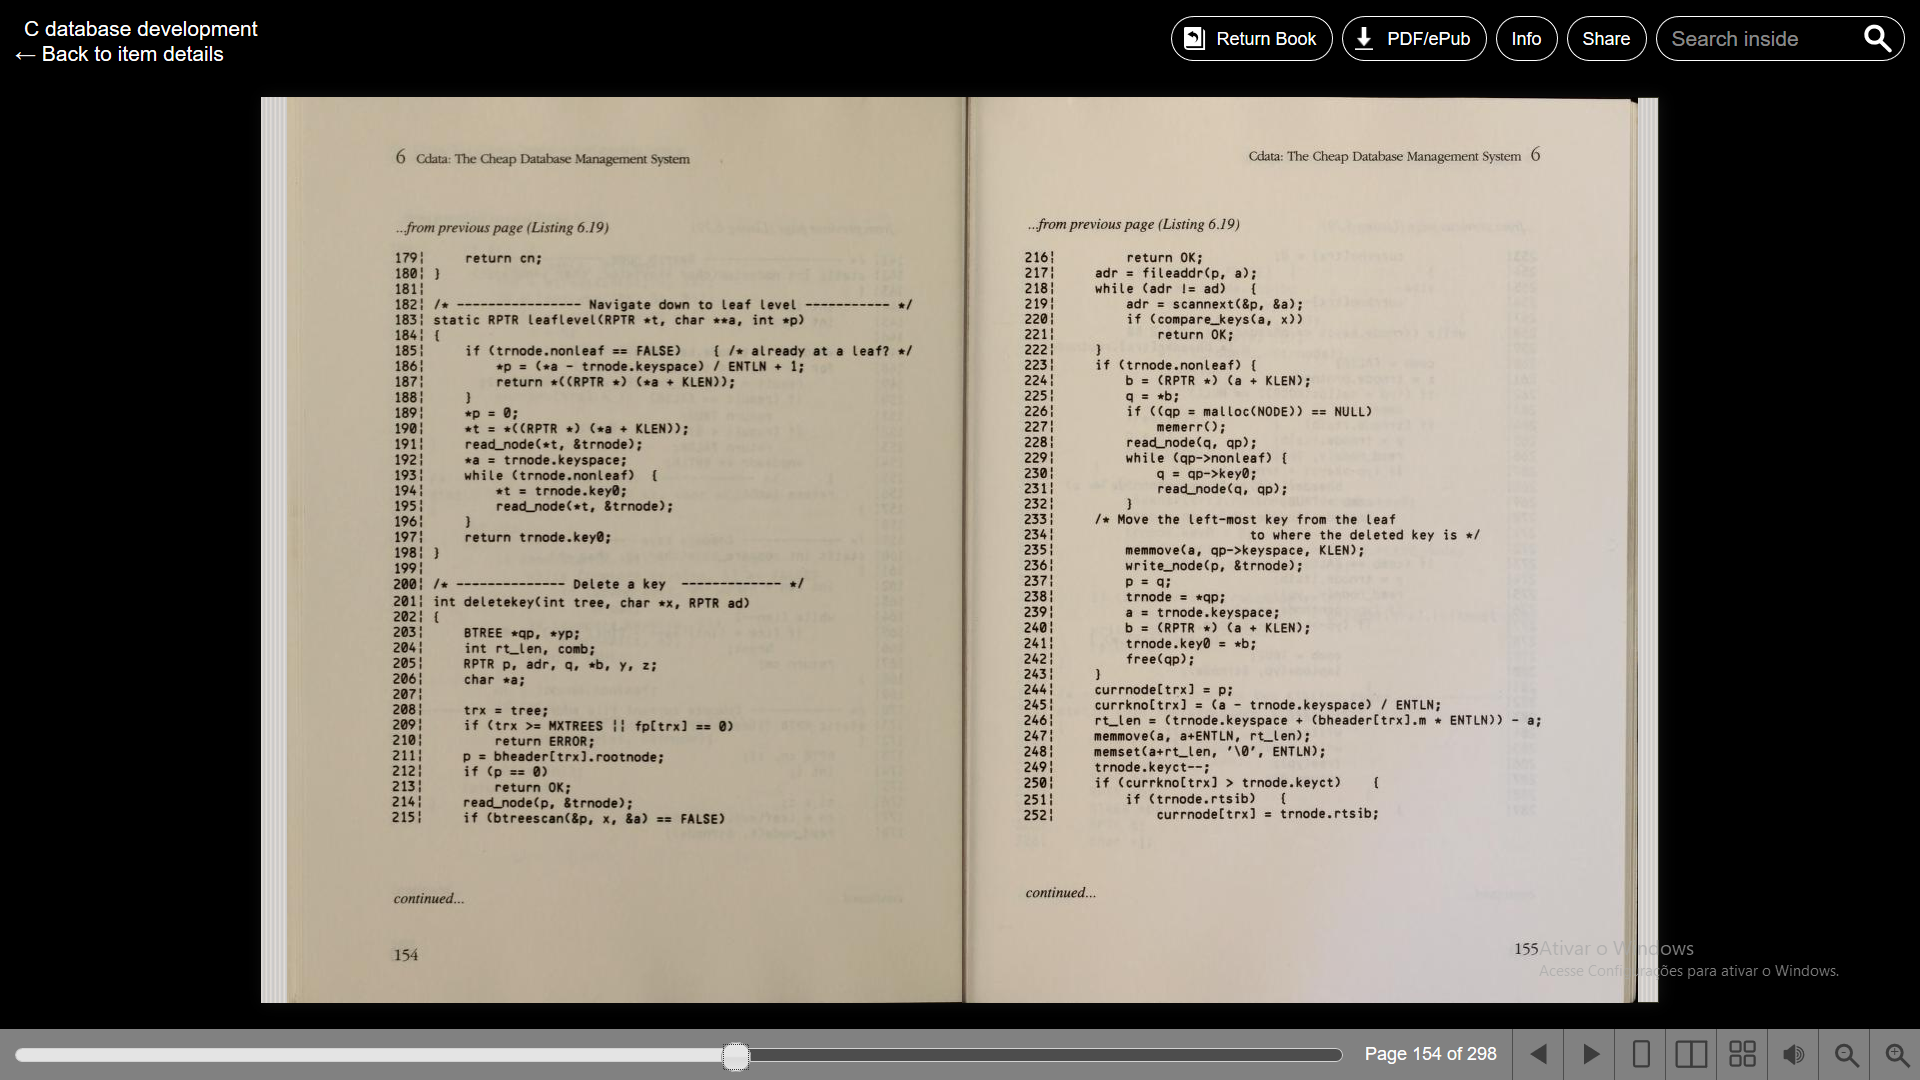 C database development
← Back to item details
Return Book
PDF/ePub
Info
Share
Search inside
6 Cdata: The Cheap Database Management System
...from previous page (Listing 6.19)
179¦     return cn;
180¦ }
181¦
182¦ /* ---------------- Navigate down to leaf level ----------- */
183¦ static RPTR leaflevel(RPTR *t, char **a, int *p)
184¦ {
185¦     if (trnode.nonleaf == FALSE)    { /* already at a leaf? */
186¦         *p = (*a - trnode.keyspace) / ENTLN + 1;
187¦         return *((RPTR *) (*a + KLEN));
188¦     }
189¦     *p = 0;
190¦     *t = *((RPTR *) (*a + KLEN));
191¦     read_node(*t, &trnode);
192¦     *a = trnode.keyspace;
193¦     while (trnode.nonleaf)  {
194¦         *t = trnode.key0;
195¦         read_node(*t, &trnode);
196¦     }
197¦     return trnode.key0;
198¦ }
199¦
200¦ /* -------------- Delete a key  ------------- */
201¦ int deletekey(int tree, char *x, RPTR ad)
202¦ {
203¦     BTREE *qp, *yp;
204¦     int rt_len, comb;
205¦     RPTR p, adr, q, *b, y, z;
206¦     char *a;
207¦
208¦     trx = tree;
209¦     if (trx >= MXTREES || fp[trx] == 0)
210¦         return ERROR;
211¦     p = bheader[trx].rootnode;
212¦     if (p == 0)
213¦         return OK;
214¦     read_node(p, &trnode);
215¦     if (btreescan(&p, x, &a) == FALSE)
continued...
154
Cdata: The Cheap Database Management System 6
...from previous page (Listing 6.19)
216¦         return OK;
217¦     adr = fileaddr(p, a);
218¦     while (adr != ad)   {
219¦         adr = scannext(&p, &a);
220¦         if (compare_keys(a, x))
221¦             return OK;
222¦     }
223¦     if (trnode.nonleaf) {
224¦         b = (RPTR *) (a + KLEN);
225¦         q = *b;
226¦         if ((qp = malloc(NODE)) == NULL)
227¦             memerr();
228¦         read_node(q, qp);
229¦         while (qp->nonleaf) {
230¦             q = qp->key0;
231¦             read_node(q, qp);
232¦         }
233¦     /* Move the left-most key from the leaf
234¦                         to where the deleted key is */
235¦         memmove(a, qp->keyspace, KLEN);
236¦         write_node(p, &trnode);
237¦         p = q;
238¦         trnode = *qp;
239¦         a = trnode.keyspace;
240¦         b = (RPTR *) (a + KLEN);
241¦         trnode.key0 = *b;
242¦         free(qp);
243¦     }
244¦     currnode[trx] = p;
245¦     currkno[trx] = (a - trnode.keyspace) / ENTLN;
246¦     rt_len = (trnode.keyspace + (bheader[trx].m * ENTLN)) - a;
247¦     memmove(a, a+ENTLN, rt_len);
248¦     memset(a+rt_len, '\0', ENTLN);
249¦     trnode.keyct--;
250¦     if (currkno[trx] > trnode.keyct)    {
251¦         if (trnode.rtsib)   {
252¦             currnode[trx] = trnode.rtsib;
continued...
155
Ativar o Windows
Acesse Configurações para ativar o Windows.
Page 154 of 298